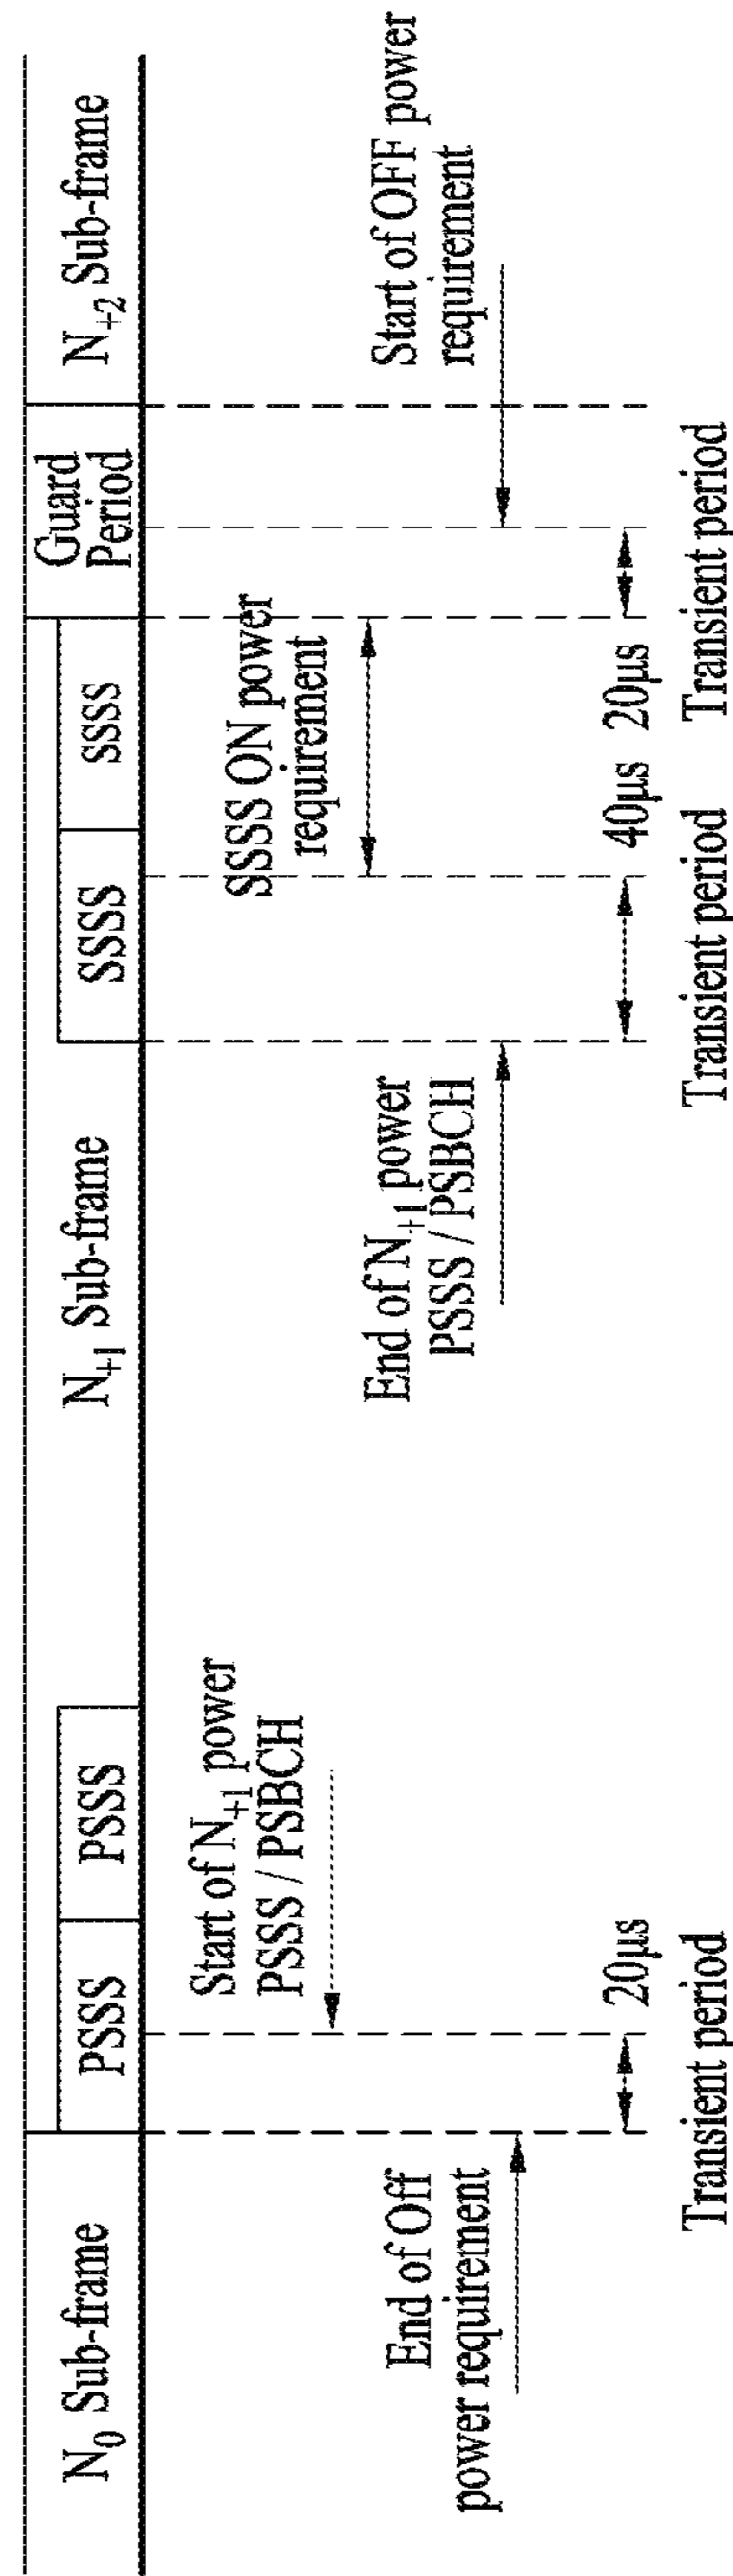 N0 Sub-frame
PSSS
PSSS
N+1 Sub-frame
SSSS
SSSS
Guard
Period
N+2 Sub-frame
Start of N+1 power
PSSS / PSBCH
SSSS ON power
requirement
End of Off
power requirement
End of N+1 power
PSSS / PSBCH
Start of OFF power
requirement
20μs
40μs
20μs
Transient period
Transient period
Transient period